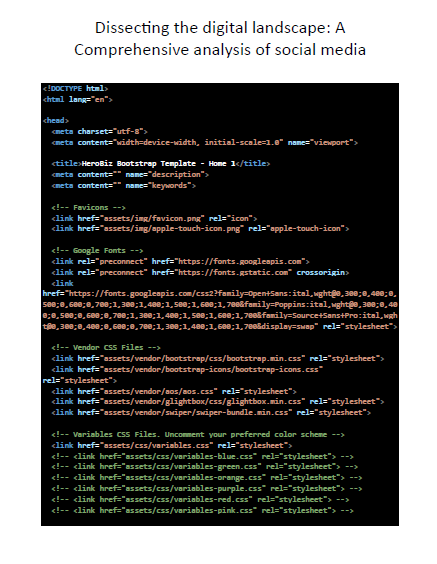 Dissecting the digital landscape: A
Comprehensive analysis of social media
<!DOCTYPE html>
<html lang="en">
<head>
<meta charset="utf-8">
<meta content="width=device-width, initial-scale=1.0" name="viewport">
<title>HeroBiz Bootstrap Template - Home 1</title>
<meta content="" name="description">
<meta content="" name="keywords">
<!-- Favicons -->
<link href="assets/img/favicon.png" rel="icon">
<link href="assets/img/apple-touch-icon.png" rel="apple-touch-icon">
<!-- Google Fonts -->
<link rel="preconnect" href="https://fonts.googleapis.com">
<link rel="preconnect" href="https://fonts.gstatic.com" crossorigin>
<link
href="https://fonts.googleapis.com/css2?family=Open+Sans:ital,wght@0,300;0,400;0,
500;0,600;0,700;1,300;1,400;1,500;1,600;1,700&family=Poppins:ital,wght@0,300;0,40
0;0,500;0,600;0,700;1,300;1,400;1,500;1,600;1,700&family=Source+Sans+Pro:ital,wgh
t@0,300;0,400;0,600;0,700;1,300;1,400;1,600;1,700&display=swap" rel="stylesheet">
<!-- Vendor CSS Files -->
<link href="assets/vendor/bootstrap/css/bootstrap.min.css" rel="stylesheet">
<link href="assets/vendor/bootstrap-icons/bootstrap-icons.css"
rel="stylesheet">
<link href="assets/vendor/aos/aos.css" rel="stylesheet">
<link href="assets/vendor/glightbox/css/glightbox.min.css" rel="stylesheet">
<link href="assets/vendor/swiper/swiper-bundle.min.css" rel="stylesheet">
<!-- Variables CSS Files. Uncomment your preferred color scheme -->
<link href="assets/css/variables.css" rel="stylesheet">
<!-- <link href="assets/css/variables-blue.css" rel="stylesheet"> -->
<!-- <link href="assets/css/variables-green.css" rel="stylesheet"> -->
<!-- <link href="assets/css/variables-orange.css" rel="stylesheet"> -->
<!-- <link href="assets/css/variables-purple.css" rel="stylesheet"> -->
<!-- <link href="assets/css/variables-red.css" rel="stylesheet"> -->
<!-- <link href="assets/css/variables-pink.css" rel="stylesheet"> -->